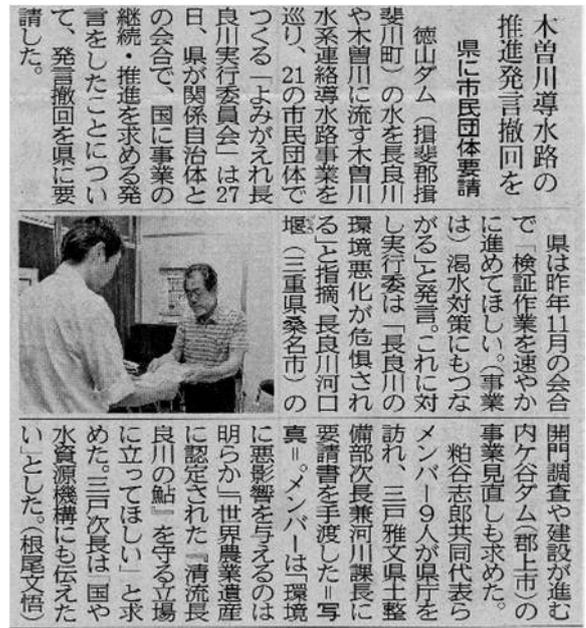 木曽川導水路の
推進発言撤回を
県に市民団体要請
徳山ダム（揖斐郡揖
斐川町）の水を長良川
や木曽川に流す木曽川
水系連絡導水路事業を
巡り、21の市民団体で
つくる「よみがえれ長
良川実行委員会」は27
日、県が関係自治体と
の会合で、国に事業の
継続・推進を求める発
言をしたことについ
て、発言撤回を県に要
請した。
県は昨年11月の会合
で「検証作業を速やか
に進めてほしい。（事業
は）渇水対策にもつな
がる」と発言。これに対
し実行委は「長良川の
環境悪化が危惧され
る」と指摘、長良川河口
堰（三重県桑名市）の
開門調査や建設が進む
内ケ谷ダム（郡上市）の
事業見直しも求めた。
粕谷志郎共同代表ら
メンバー９人が県庁を
訪れ、三戸雅文県土整
備部次長兼河川課長に
要請書を手渡した＝写
真＝。メンバーは「環境
に悪影響を与えるのは
明らか」「世界農業遺産
に認定された『清流長
良川の鮎』を守る立場
に立ってほしい」と求
めた。三戸次長は「国や
水資源機構にも伝えた
い」とした。（根尾文悟）